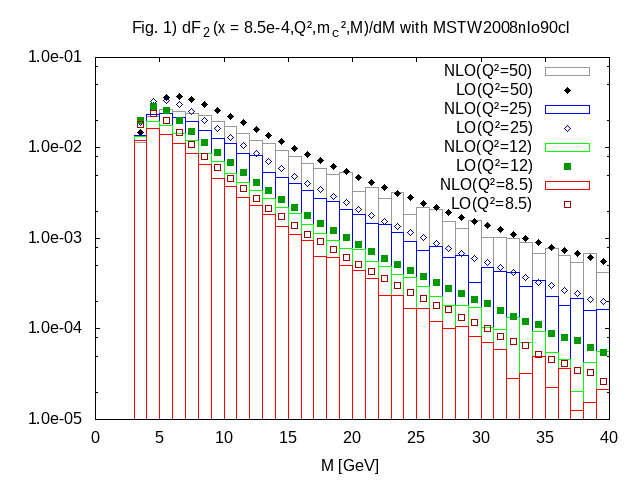 Fig. 1) dF₂(x = 8.5e-4,Q²,m_c²,M)/dM with MSTW2008nlo90cl
1.0e-01
1.0e-02
1.0e-03
1.0e-04
1.0e-05
NLO(Q²=50)
LO(Q²=50)
NLO(Q²=25)
LO(Q²=25)
NLO(Q²=12)
LO(Q²=12)
NLO(Q²=8.5)
LO(Q²=8.5)
0 5 10 15 20 25 30 35 40
M [GeV]